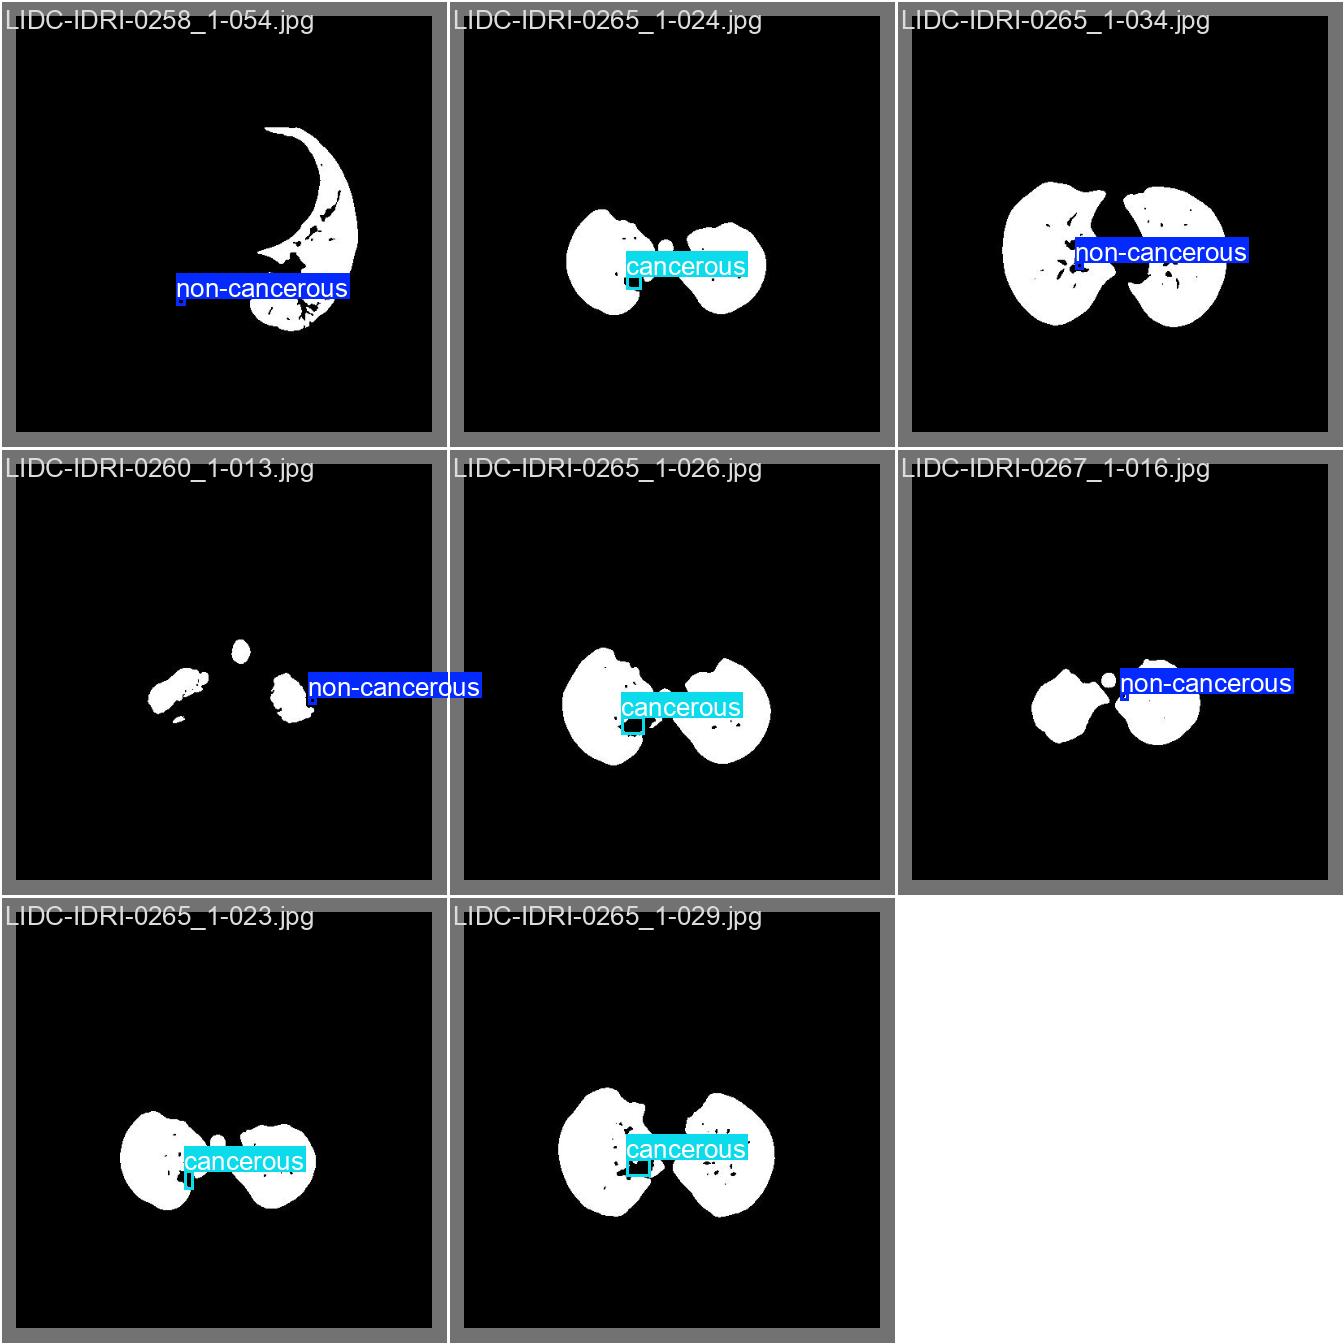 LIDC-IDRI-0258_1-054.jpg
non-cancerous
LIDC-IDRI-0265_1-024.jpg
cancerous
LIDC-IDRI-0265_1-034.jpg
non-cancerous
LIDC-IDRI-0260_1-013.jpg
non-cancerous
LIDC-IDRI-0265_1-026.jpg
cancerous
LIDC-IDRI-0267_1-016.jpg
non-cancerous
LIDC-IDRI-0265_1-023.jpg
cancerous
LIDC-IDRI-0265_1-029.jpg
cancerous